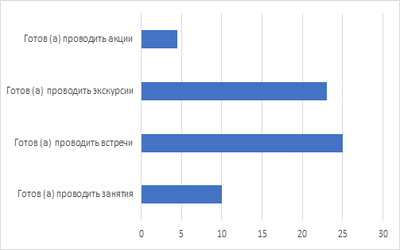 Готов (а) проводить акции
Готов (а) проводить экскурсии
Готов (а) проводить встречи
Готов (а) проводить занятия
0 5 10 15 20 25 30